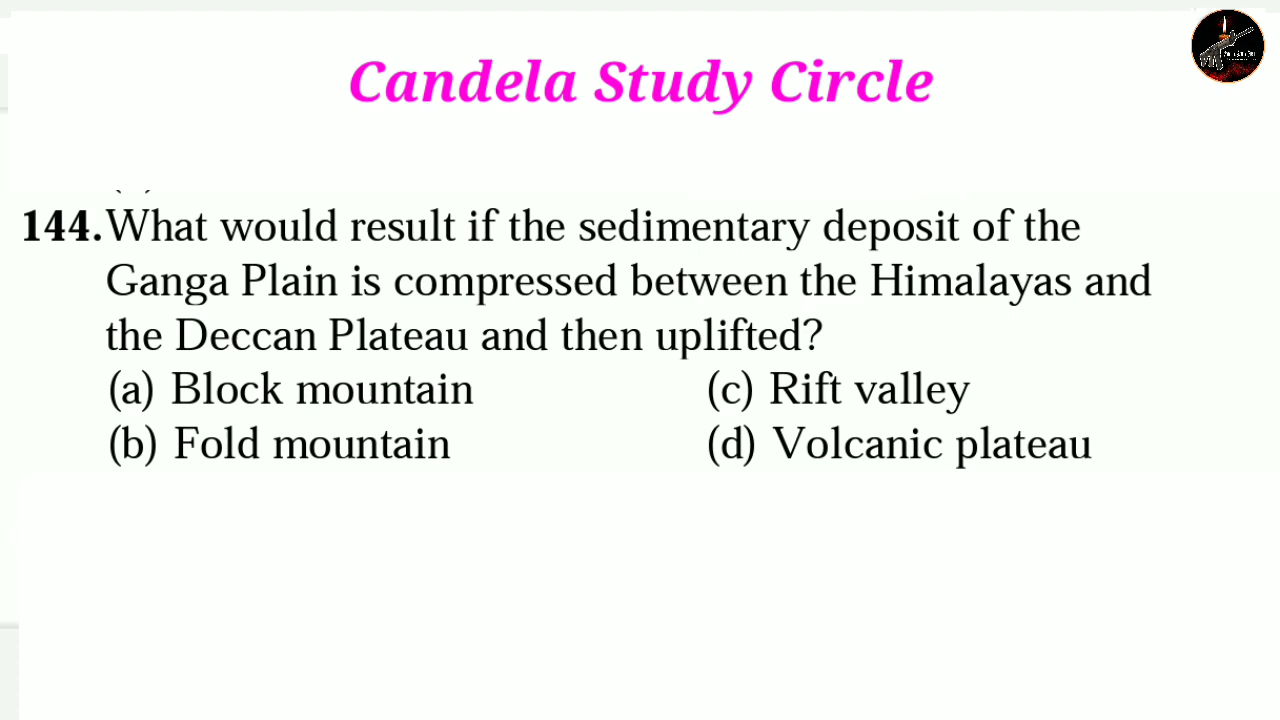 Candela Study Circle
144. What would result if the sedimentary deposit of the
Ganga Plain is compressed between the Himalayas and
the Deccan Plateau and then uplifted?
(a) Block mountain (c) Rift valley
(b) Fold mountain (d) Volcanic plateau